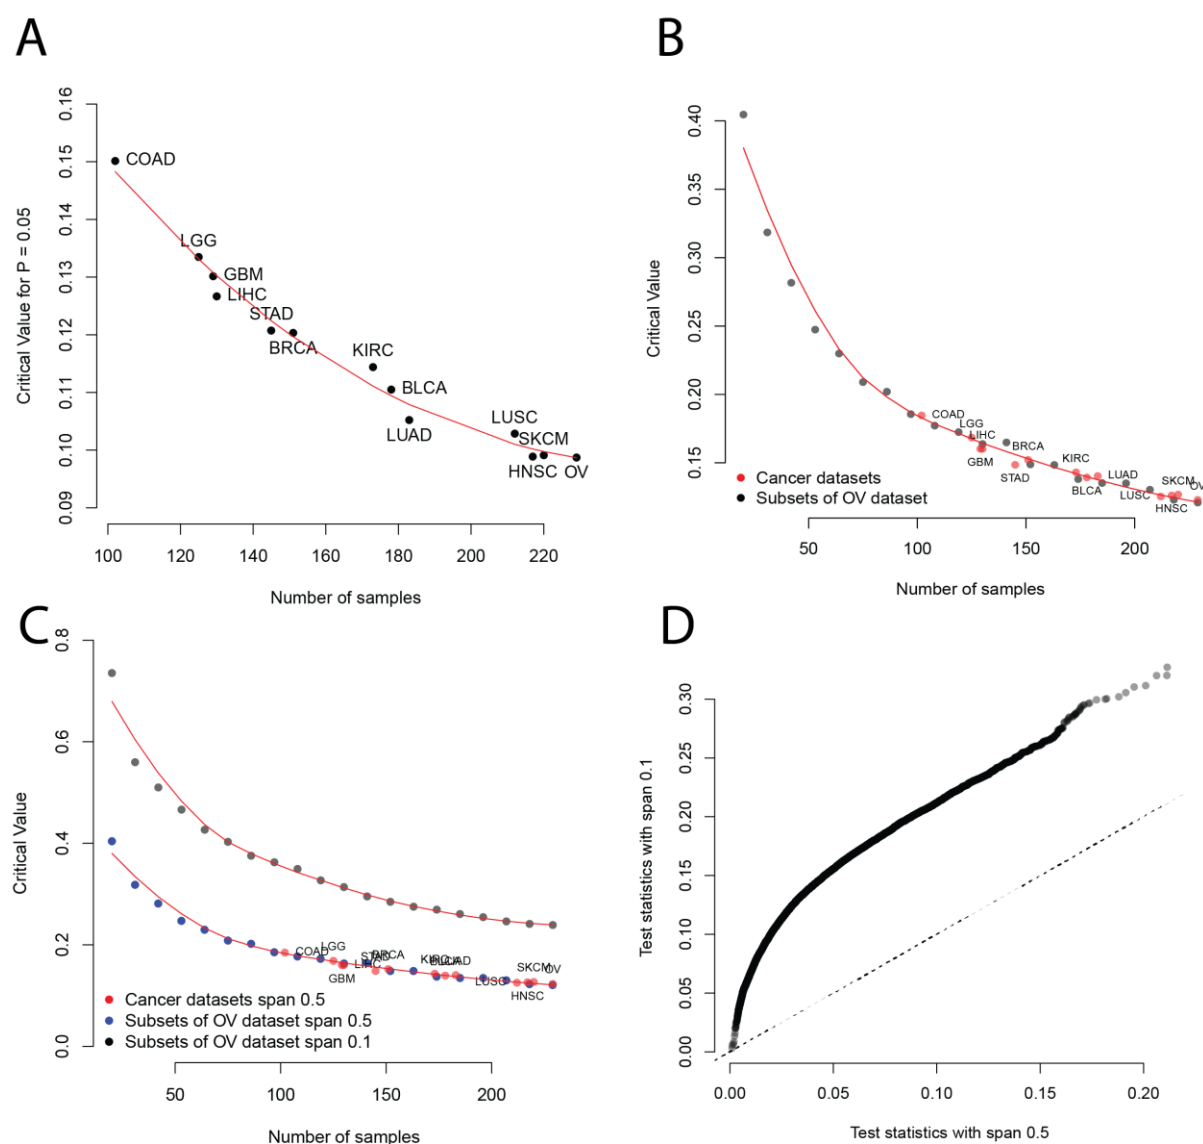 A
Critical Value for P = 0.05
0.16
0.15
0.14
0.13
0.12
0.11
0.10
0.09
COAD
LGG
GBM
LIHC
STAD
BRCA
KIRC
BLCA
LUAD
LUSC
SKCM
HNSC OV
100 120 140 160 180 200 220
Number of samples
B
Critical Value
0.40
0.35
0.30
0.25
0.20
0.15
COAD
LGG
LIHC
GBM
BRCA
STAD
KIRC
BLCA
LUAD
LUSC
SKCM
OV
HNSC
Cancer datasets
Subsets of OV dataset
50 100 150 200
Number of samples
C
Critical Value
0.8
0.6
0.4
0.2
0.0
COAD
LGG
GBM
LIHC
STAD
BRCA
KIRC
BLCA
LUAD
LUSC
SKCM
OV
HNSC
Cancer datasets span 0.5
Subsets of OV dataset span 0.5
Subsets of OV dataset span 0.1
50 100 150 200
Number of samples
D
Test statistics with span 0.1
0.30
0.25
0.20
0.15
0.10
0.05
0.00
0.00 0.05 0.10 0.15 0.20
Test statistics with span 0.5